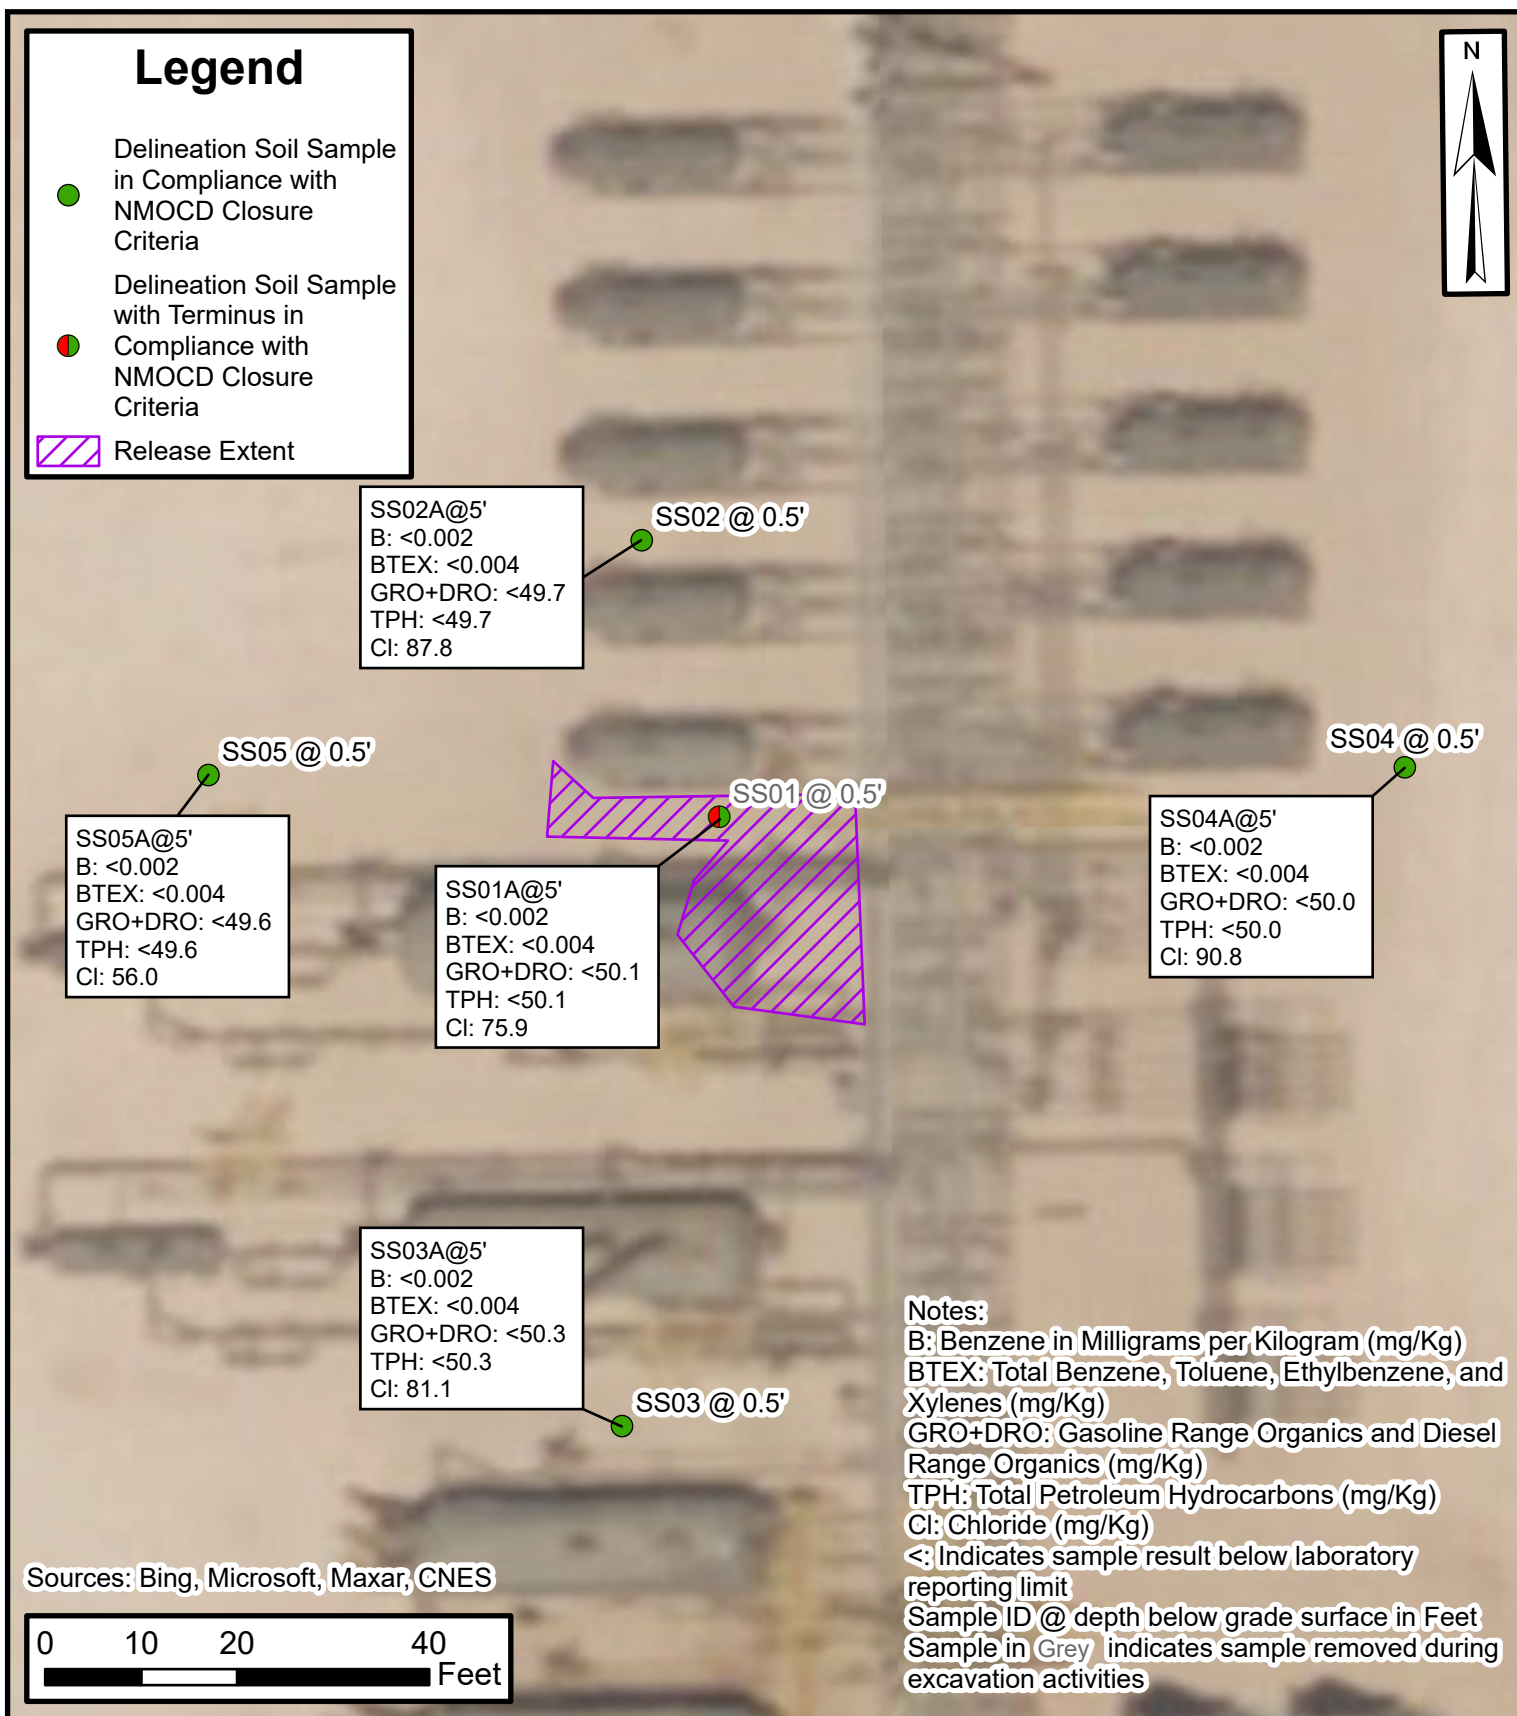 Legend
Delineation Soil Sample
in Compliance with
NMOCD Closure
Criteria
Delineation Soil Sample
with Terminus in
Compliance with
NMOCD Closure
Criteria
Release Extent
N
SS02A@5'
B: <0.002
BTEX: <0.004
GRO+DRO: <49.7
TPH: <49.7
Cl: 87.8
SS02 @ 0.5'
SS05 @ 0.5'
SS05A@5'
B: <0.002
BTEX: <0.004
GRO+DRO: <49.6
TPH: <49.6
Cl: 56.0
SS01 @ 0.5'
SS01A@5'
B: <0.002
BTEX: <0.004
GRO+DRO: <50.1
TPH: <50.1
Cl: 75.9
SS04 @ 0.5'
SS04A@5'
B: <0.002
BTEX: <0.004
GRO+DRO: <50.0
TPH: <50.0
Cl: 90.8
SS03A@5'
B: <0.002
BTEX: <0.004
GRO+DRO: <50.3
TPH: <50.3
Cl: 81.1
SS03 @ 0.5'
Notes:
B: Benzene in Milligrams per Kilogram (mg/Kg)
BTEX: Total Benzene, Toluene, Ethylbenzene, and
Xylenes (mg/Kg)
GRO+DRO: Gasoline Range Organics and Diesel
Range Organics (mg/Kg)
TPH: Total Petroleum Hydrocarbons (mg/Kg)
Cl: Chloride (mg/Kg)
<: Indicates sample result below laboratory
reporting limit
Sample ID @ depth below grade surface in Feet
Sample in Grey indicates sample removed during
excavation activities
Sources: Bing, Microsoft, Maxar, CNES
0 10 20 40
Feet